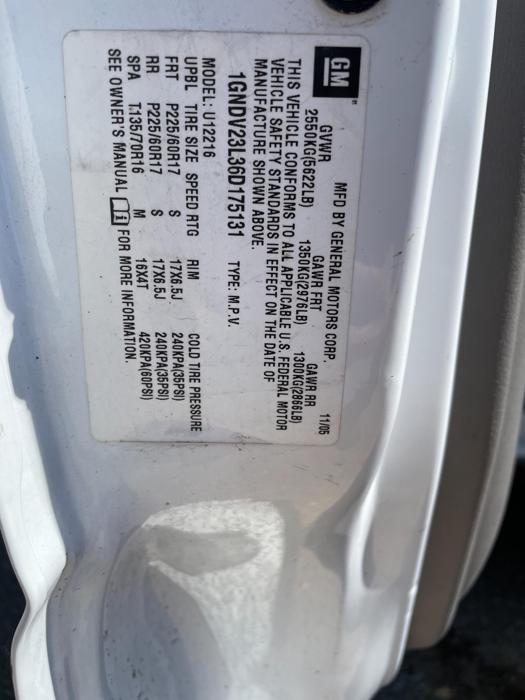 GM
MFD BY GENERAL MOTORS CORP. 11/05
GVWR GAWR FRT GAWR RR
2550KG(5622LB) 1350KG(2976LB) 1300KG(2866LB)
THIS VEHICLE CONFORMS TO ALL APPLICABLE U.S. FEDERAL MOTOR
VEHICLE SAFETY STANDARDS IN EFFECT ON THE DATE OF
MANUFACTURE SHOWN ABOVE.
1GNDV23L36D175131 TYPE: M.P.V.
MODEL: U12216
UPBL TIRE SIZE SPEED RTG RIM COLD TIRE PRESSURE
FRT P225/60R17 S 17X6.5J 240KPA(35PSI)
RR P225/60R17 S 17X6.5J 240KPA(35PSI)
SPA T135/70R16 M 16X4T 420KPA(60PSI)
SEE OWNER'S MANUAL FOR MORE INFORMATION.